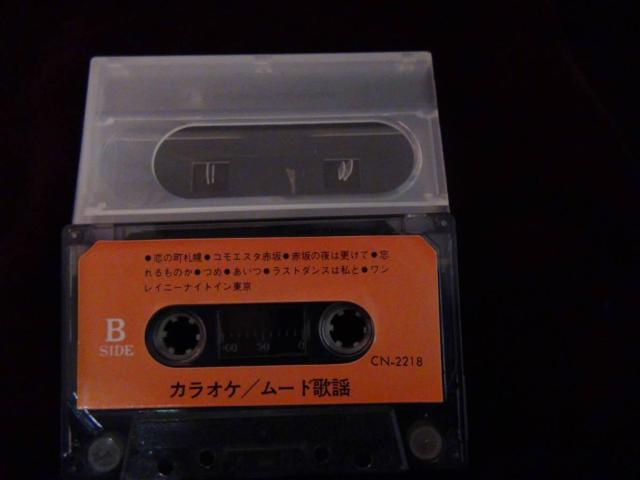 ●恋の町札幌●コモエスタ赤坂●赤坂の夜は更けて●忘
れるものか●つめ●あいつ●ラストダンスは私と●ワン
レイニーナイトイン東京
B
SIDE
60 50 0
CN-2218
カラオケ/ムード歌謡